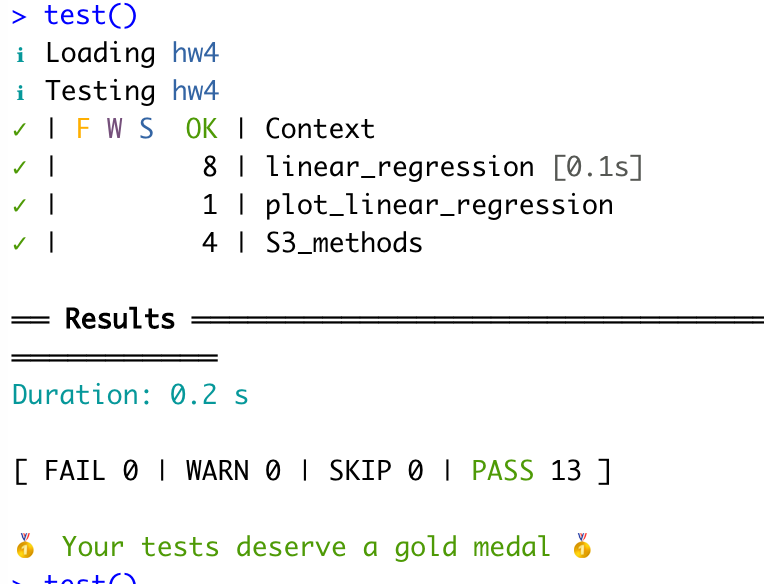 > test()
ℹ Loading hw4
ℹ Testing hw4
✓ | F W S  OK | Context
✓ |         8 | linear_regression [0.1s]
✓ |         1 | plot_linear_regression
✓ |         4 | S3_methods
══ Results ═══════════════════════════════
═════════════
Duration: 0.2 s
[ FAIL 0 | WARN 0 | SKIP 0 | PASS 13 ]
🥇 Your tests deserve a gold medal 🥇
> test()